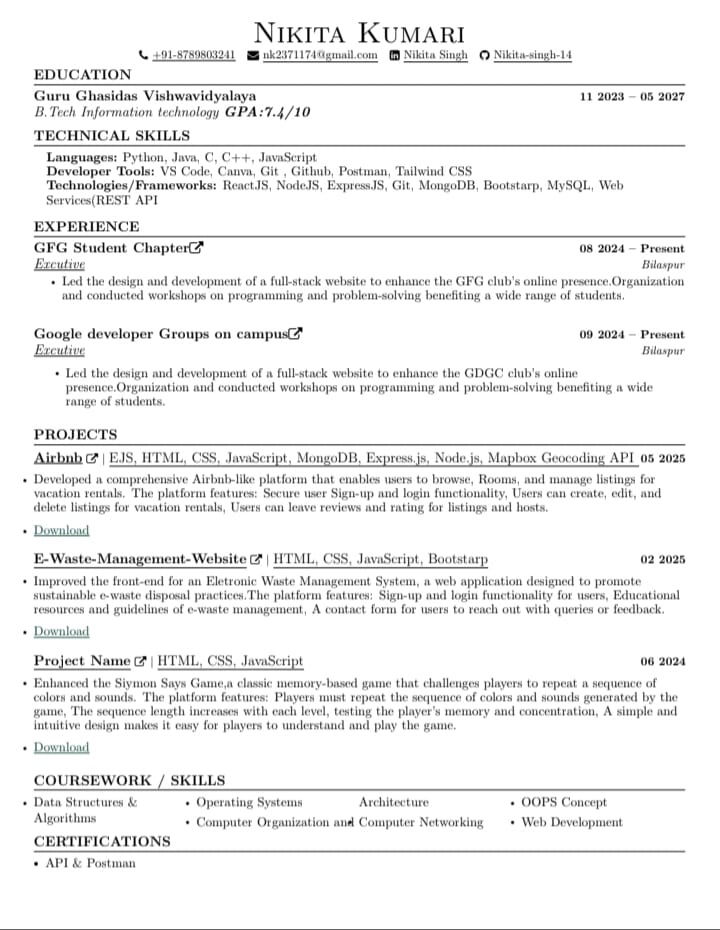 Nikita Kumari
+91-8789803241 nk2371174@gmail.com Nikita Singh Nikita-singh-14
EDUCATION
Guru Ghasidas Vishwavidyalaya 11 2023 – 05 2027
B.Tech Information technology GPA:7.4/10
TECHNICAL SKILLS
Languages: Python, Java, C, C++, JavaScript
Developer Tools: VS Code, Canva, Git , Github, Postman, Tailwind CSS
Technologies/Frameworks: ReactJS, NodeJS, ExpressJS, Git, MongoDB, Bootstarp, MySQL, Web
Services(REST API
EXPERIENCE
GFG Student Chapter 08 2024 – Present
Excutive Bilaspur
• Led the design and development of a full-stack website to enhance the GFG club's online presence.Organization
and conducted workshops on programming and problem-solving benefiting a wide range of students.
Google developer Groups on campus 09 2024 – Present
Excutive Bilaspur
• Led the design and development of a full-stack website to enhance the GDGC club's online
presence.Organization and conducted workshops on programming and problem-solving benefiting a wide
range of students.
PROJECTS
Airbnb | EJS, HTML, CSS, JavaScript, MongoDB, Express.js, Node.js, Mapbox Geocoding API 05 2025
• Developed a comprehensive Airbnb-like platform that enables users to browse, Rooms, and manage listings for
vacation rentals. The platform features: Secure user Sign-up and login functionality, Users can create, edit, and
delete listings for vacation rentals, Users can leave reviews and rating for listings and hosts.
• Download
E-Waste-Management-Website | HTML, CSS, JavaScript, Bootstarp 02 2025
• Improved the front-end for an Eletronic Waste Management System, a web application designed to promote
sustainable e-waste disposal practices.The platform features: Sign-up and login functionality for users, Educational
resources and guidelines of e-waste management, A contact form for users to reach out with queries or feedback.
• Download
Project Name | HTML, CSS, JavaScript 06 2024
• Enhanced the Siymon Says Game,a classic memory-based game that challenges players to repeat a sequence of
colors and sounds. The platform features: Players must repeat the sequence of colors and sounds generated by the
game, The sequence length increases with each level, testing the player's memory and concentration, A simple and
intuitive design makes it easy for players to understand and play the game.
• Download
COURSEWORK / SKILLS
• Data Structures & • Operating Systems Architecture • OOPS Concept
Algorithms • Computer Organization and Computer Networking • Web Development
CERTIFICATIONS
• API & Postman